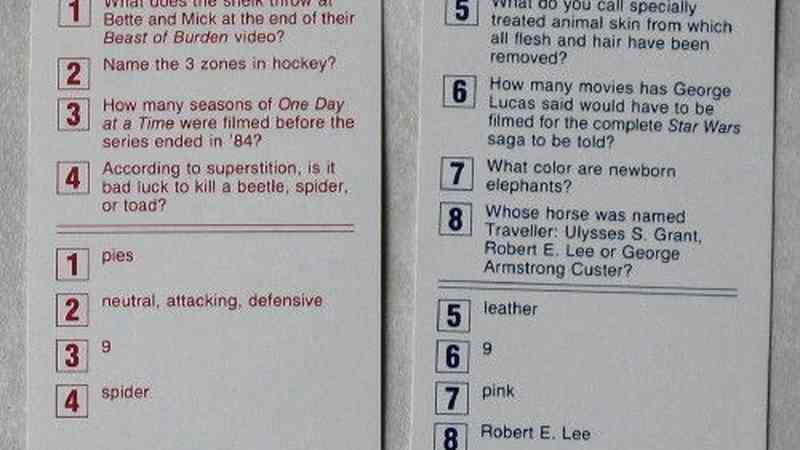 1 What does the sheik throw at
Bette and Mick at the end of their
Beast of Burden video?
2 Name the 3 zones in hockey?
3 How many seasons of One Day
at a Time were filmed before the
series ended in '84?
4 According to superstition, is it
bad luck to kill a beetle, spider,
or toad?
1 pies
2 neutral, attacking, defensive
3 9
4 spider
5 What do you call specially
treated animal skin from which
all flesh and hair have been
removed?
6 How many movies has George
Lucas said would have to be
filmed for the complete Star Wars
saga to be told?
7 What color are newborn
elephants?
8 Whose horse was named
Traveller: Ulysses S. Grant,
Robert E. Lee or George
Armstrong Custer?
5 leather
6 9
7 pink
8 Robert E. Lee